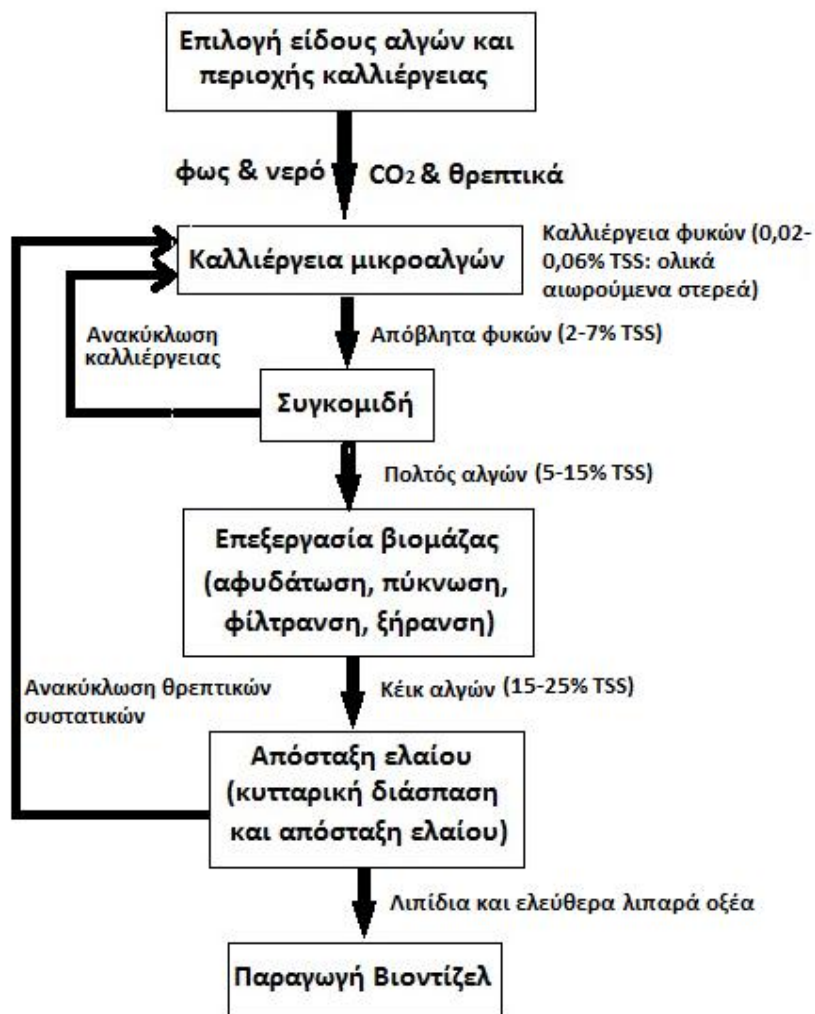 Επιλογή είδους αλγών και
περιοχής καλλιέργειας
φως & νερό
CO2 & θρεπτικά
Καλλιέργεια μικροαλγών
Καλλιέργεια φυκών (0,02-
0,06% TSS: ολικά
αιωρούμενα στερεά)
Ανακύκλωση
καλλιέργειας
Απόβλητα φυκών (2-7% TSS)
Συγκομιδή
Πολτός αλγών (5-15% TSS)
Επεξεργασία βιομάζας
(αφυδάτωση, πύκνωση,
φίλτρανση, ξήρανση)
Ανακύκλωση θρεπτικών
συστατικών
Κέικ αλγών (15-25% TSS)
Απόσταξη ελαίου
(κυτταρική διάσπαση
και απόσταξη ελαίου)
Λιπίδια και ελεύθερα λιπαρά οξέα
Παραγωγή Βιοντίζελ